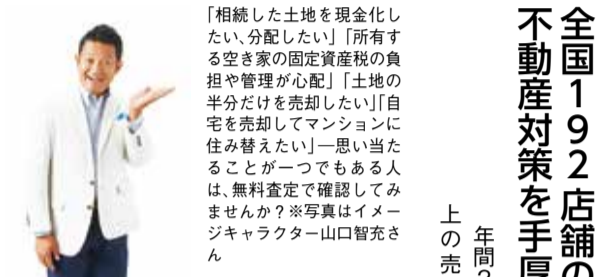 全国192店舗の
不動産対策を手厚
年間2
上の売
「相続した土地を現金化し
たい、分配したい」「所有す
る空き家の固定資産税の負
担や管理が心配」「土地の
半分だけを売却したい」「自
宅を売却してマンションに
住み替えたい」―思い当た
ることが一つでもある人
は、無料査定で確認してみ
ませんか？※写真はイメー
ジキャラクター山口智充さ
ん